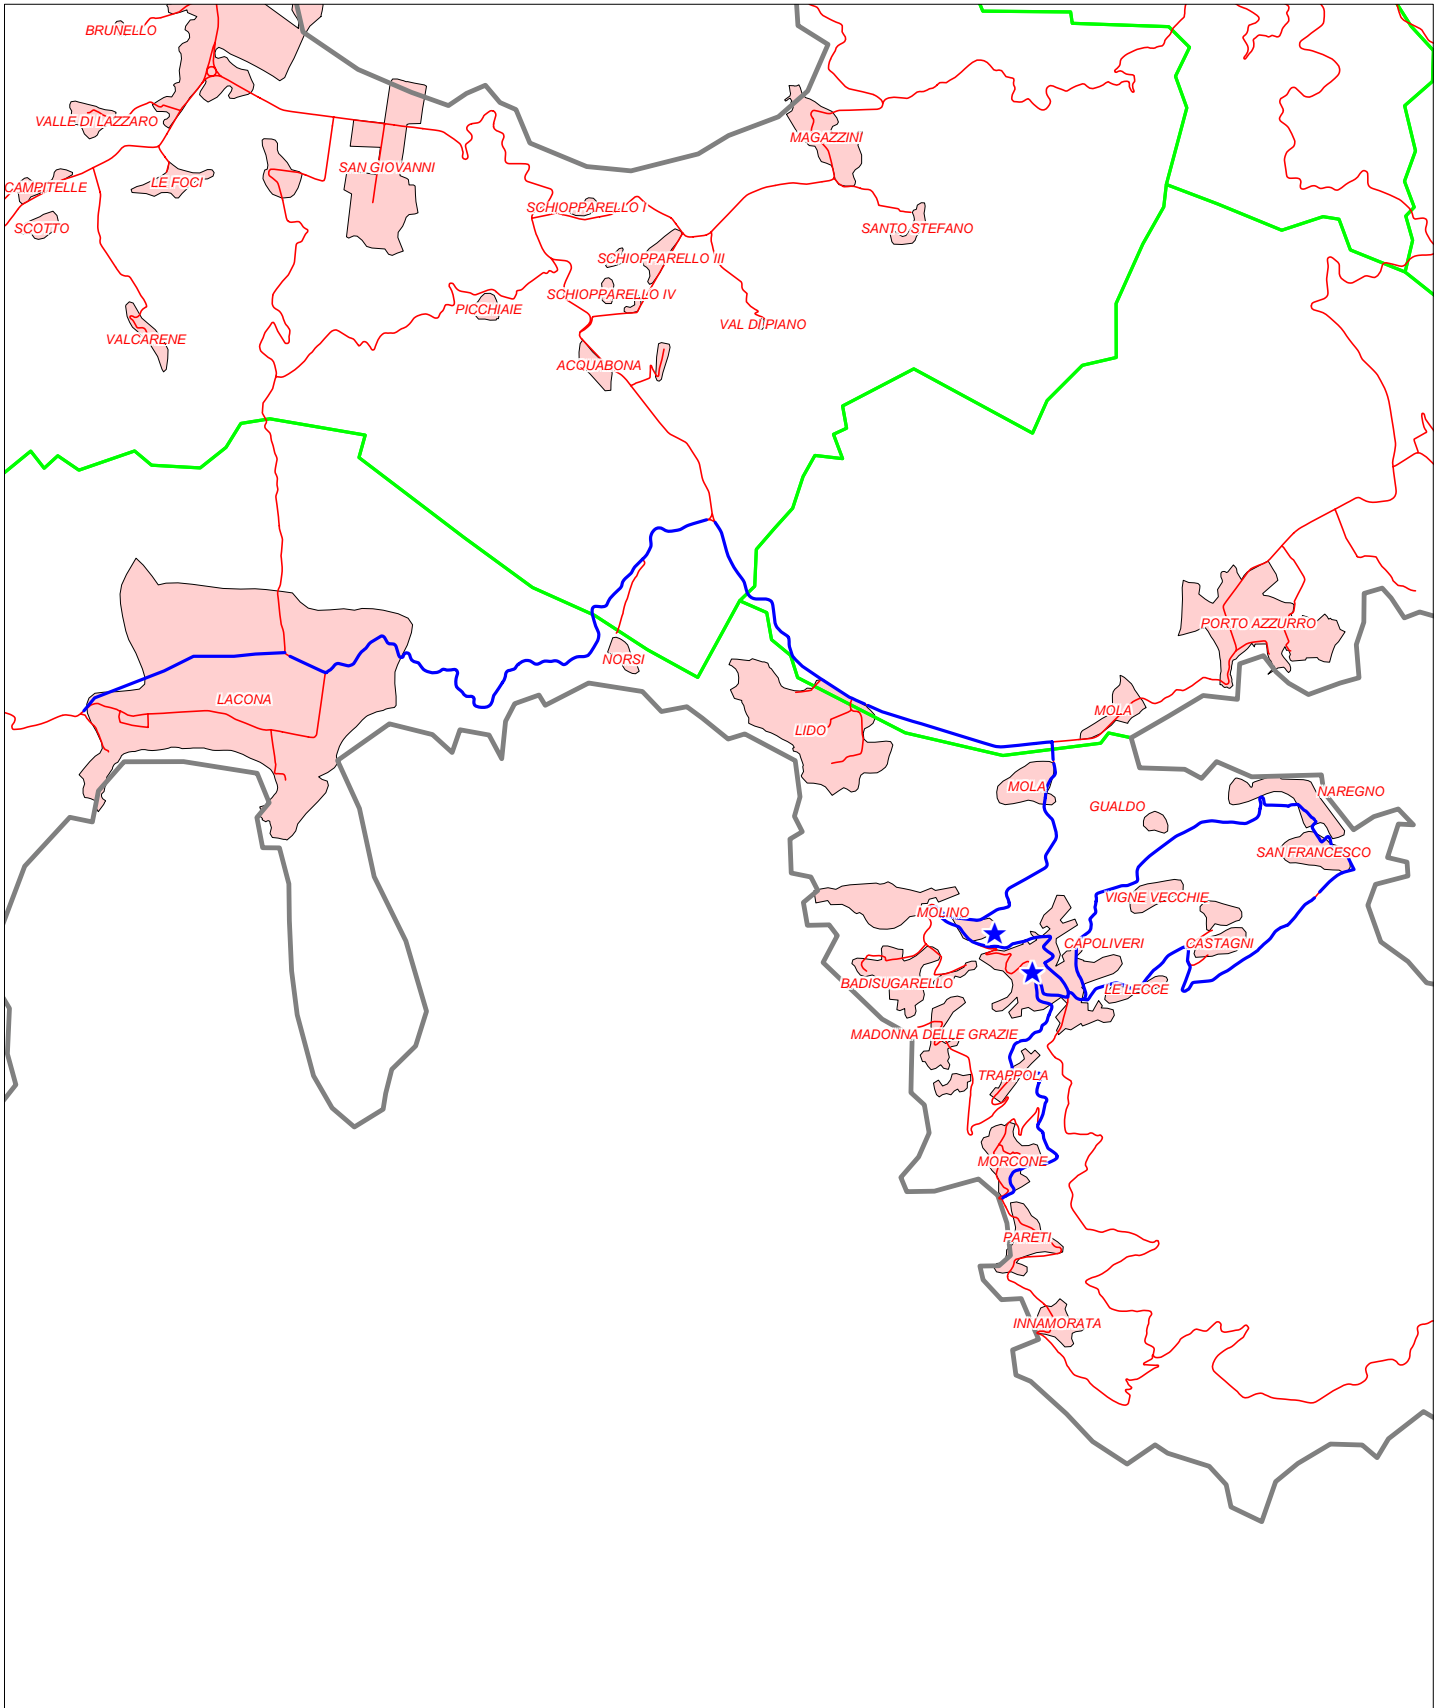 BRUNELLO
VALLE DI LAZZARO
MAGAZZINI
SAN GIOVANNI
LE FOCI
CAMPITELLE
SCHIOPPARELLO I
SCOTTO
SANTO STEFANO
SCHIOPPARELLO III
SCHIOPPARELLO IV
PICCHIAIE
VAL DI PIANO
VALCARENE
ACQUABONA
PORTO AZZURRO
NORSI
LACONA
MOLA
LIDO
MOLA
NAREGNO
GUALDO
SAN FRANCESCO
VIGNE VECCHIE
MOLINO
CAPOLIVERI
CASTAGNI
BADISUGARELLO
LE LECCE
MADONNA DELLE GRAZIE
TRAPPOLA
MORCONE
PARETI
INNAMORATA